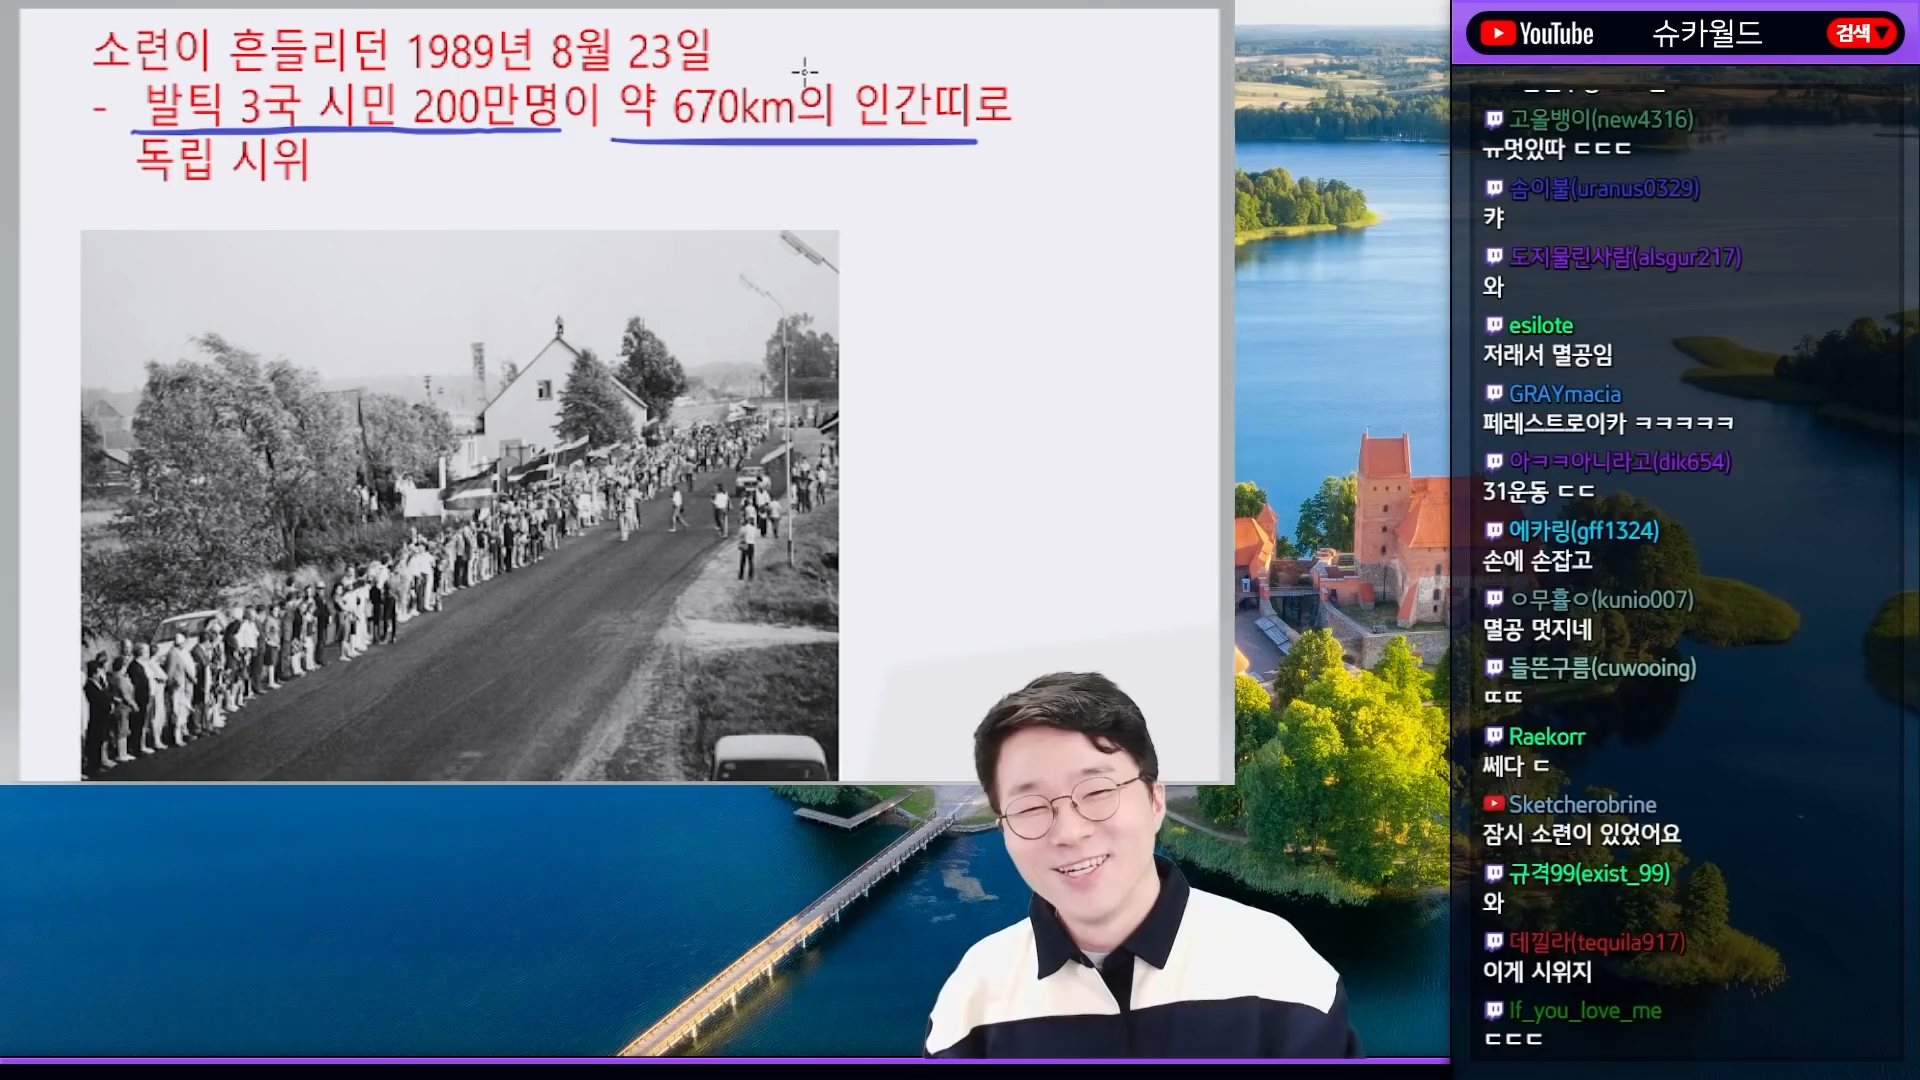 소련이 흔들리던 1989년 8월 23일
- 발틱 3국 시민 200만명이 약 670km의 인간띠로
독립 시위
YouTube 슈카월드 검색▼
고올뱅이(new4316)
ㅠ멋있따 ㄷㄷㄷ
솜이불(uranus0329)
캬
도지물린사람(alsgur217)
와
esilote
저래서 멸공임
GRAYmacia
페레스트로이카 ㅋㅋㅋㅋㅋ
아ㅋㅋ아니라고(dik654)
31운동 ㄷㄷ
에카링(gff1324)
손에 손잡고
ㅇ무휼ㅇ(kunio007)
멸공 멋지네
들뜬구름(cuwooing)
ㄸㄸ
Raekorr
쎄다 ㄷ
Sketcherobrine
잠시 소련이 있었어요
규격99(exist_99)
와
데낄라(tequila917)
이게 시위지
If_you_love_me
ㄷㄷㄷ